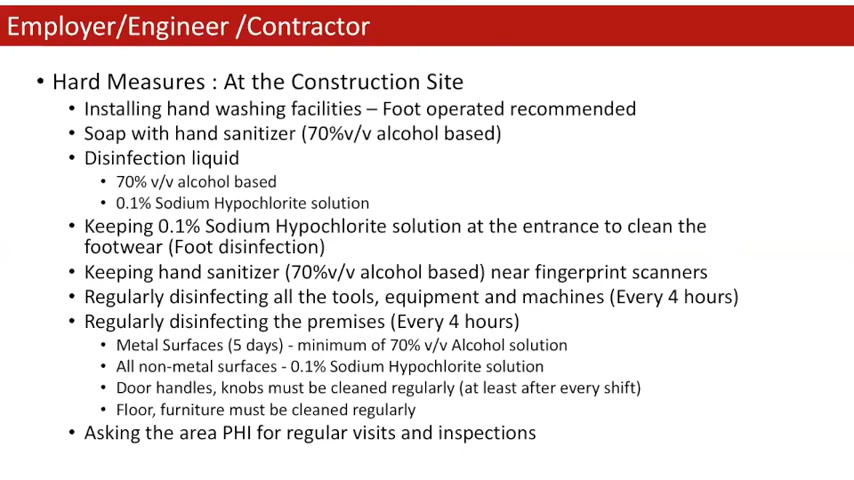 Employer/Engineer /Contractor
• Hard Measures : At the Construction Site
• Installing hand washing facilities – Foot operated recommended
• Soap with hand sanitizer (70%v/v alcohol based)
• Disinfection liquid
• 70% v/v alcohol based
• 0.1% Sodium Hypochlorite solution
• Keeping 0.1% Sodium Hypochlorite solution at the entrance to clean the
footwear (Foot disinfection)
• Keeping hand sanitizer (70%v/v alcohol based) near fingerprint scanners
• Regularly disinfecting all the tools, equipment and machines (Every 4 hours)
• Regularly disinfecting the premises (Every 4 hours)
• Metal Surfaces (5 days) - minimum of 70% v/v Alcohol solution
• All non-metal surfaces - 0.1% Sodium Hypochlorite solution
• Door handles, knobs must be cleaned regularly (at least after every shift)
• Floor, furniture must be cleaned regularly
• Asking the area PHI for regular visits and inspections